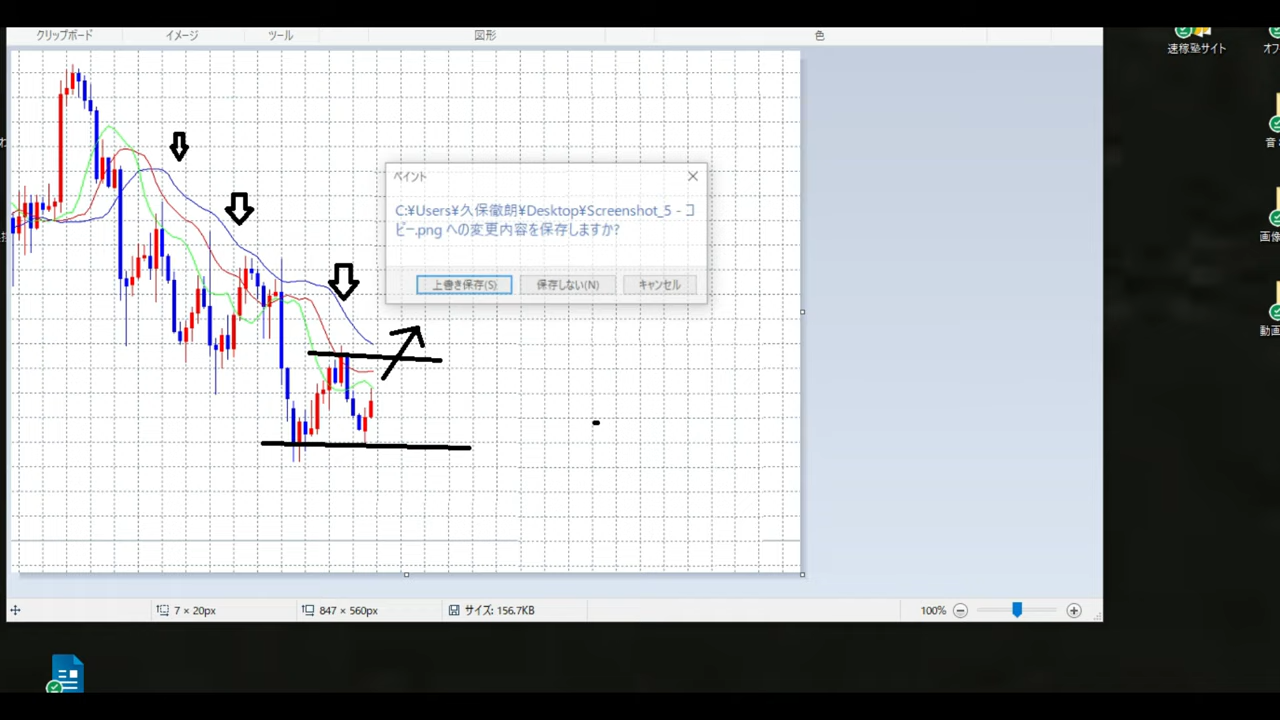 クリップボード
イメージ
ツール
図形
色
速稼塾サイト
ペイント
C:¥Users¥久保徹朗¥Desktop¥Screenshot_5 - コ
ピー.png への変更内容を保存しますか?
上書き保存(S)
保存しない(N)
キャンセル
7 × 20px
847 × 560px
サイズ: 156.7KB
100%